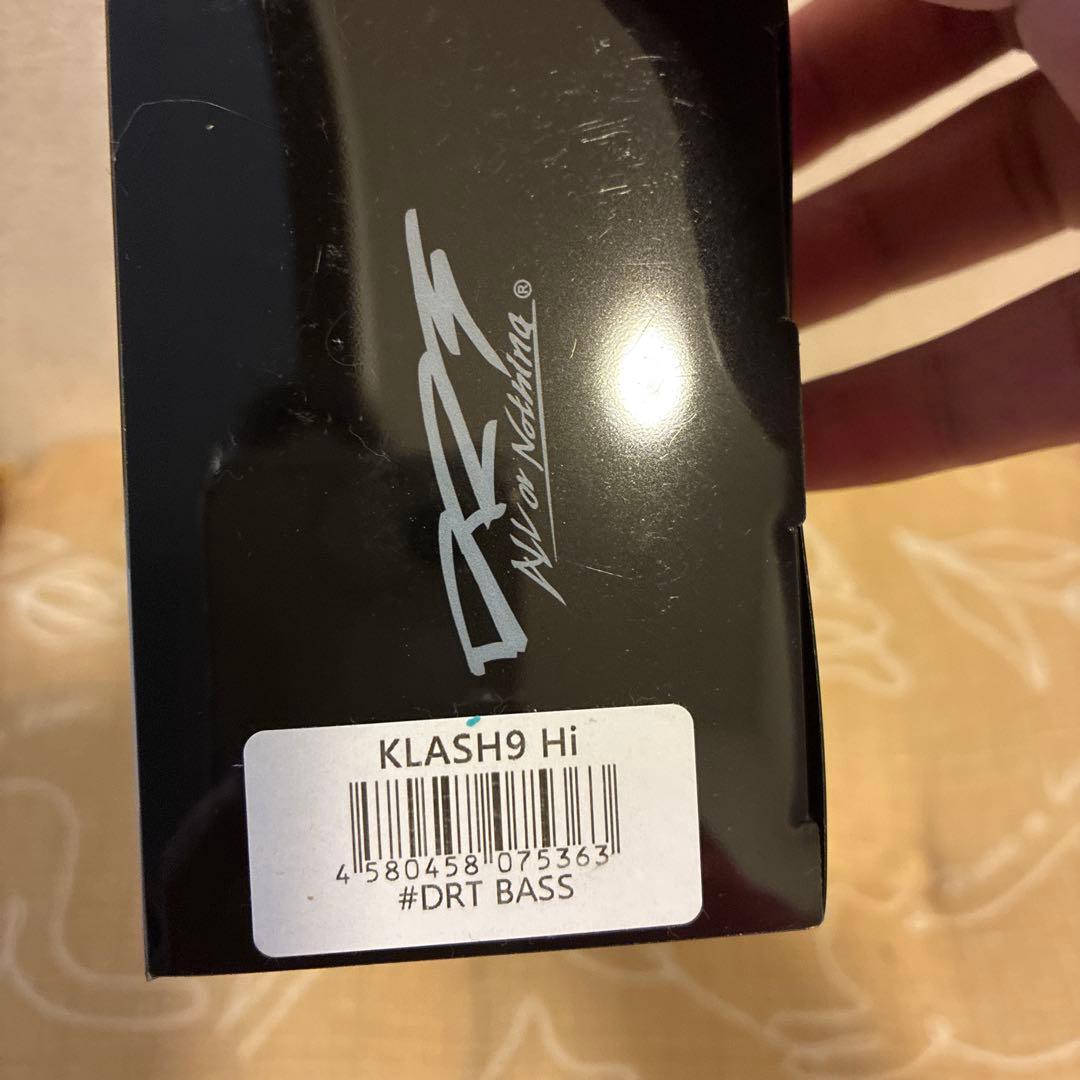 DRT
All or Nothing®
KLASH9 Hi
4 580458 075363
#DRT BASS